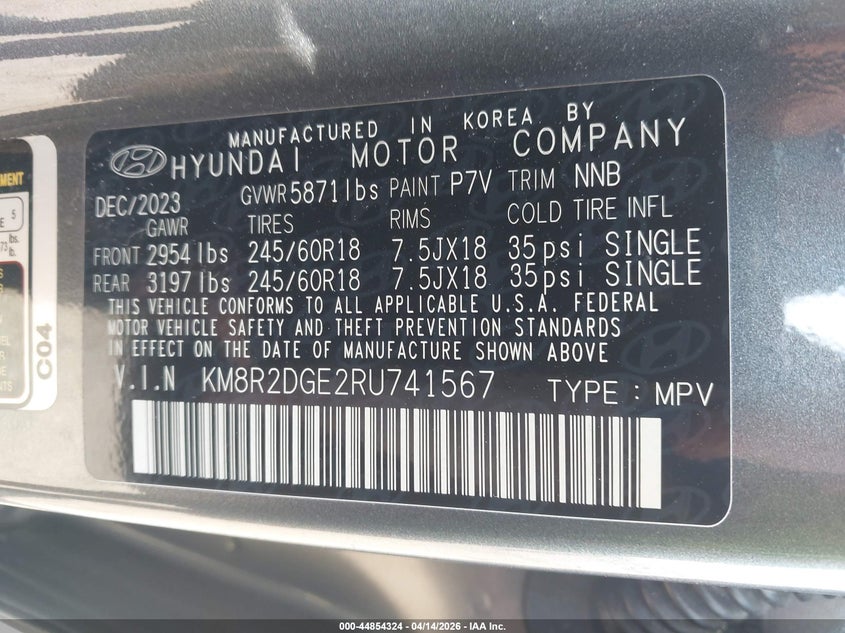 MANUFACTURED IN KOREA BY
HYUNDAI MOTOR COMPANY
DEC/2023 GVWR 5871lbs PAINT P7V TRIM NNB
GAWR TIRES RIMS COLD TIRE INFL
FRONT 2954lbs 245/60R18 7.5JX18 35psi SINGLE
REAR 3197lbs 245/60R18 7.5JX18 35psi SINGLE
THIS VEHICLE CONFORMS TO ALL APPLICABLE U.S.A. FEDERAL
MOTOR VEHICLE SAFETY AND THEFT PREVENTION STANDARDS
IN EFFECT ON THE DATE OF MANUFACTURE SHOWN ABOVE
V.I.N KM8R2DGE2RU741567 TYPE : MPV
5
lbs.
lb.
C04
000-44854324 | 04/14/2026 - IAA Inc.